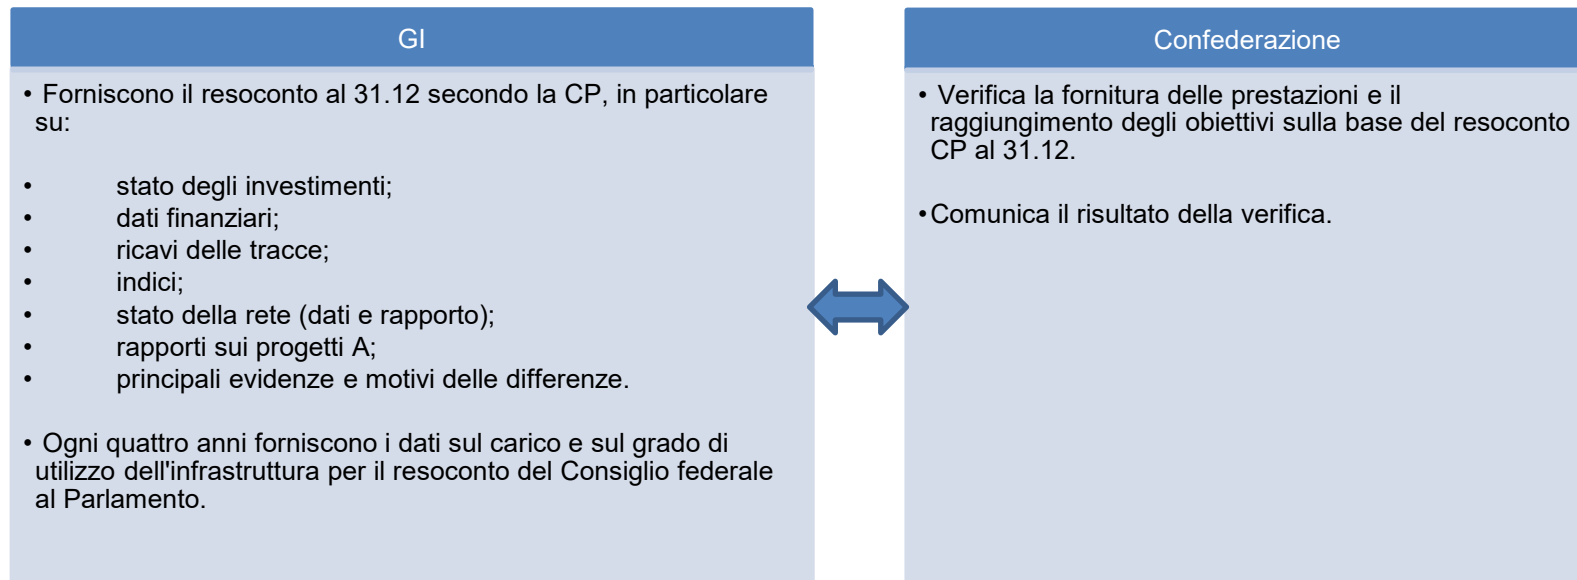 GI
• Forniscono il resoconto al 31.12 secondo la CP, in particolare
su:
• stato degli investimenti;
• dati finanziari;
• ricavi delle tracce;
• indici;
• stato della rete (dati e rapporto);
• rapporti sui progetti A;
• principali evidenze e motivi delle differenze.
• Ogni quattro anni forniscono i dati sul carico e sul grado di
utilizzo dell'infrastruttura per il resoconto del Consiglio federale
al Parlamento.
Confederazione
• Verifica la fornitura delle prestazioni e il
raggiungimento degli obiettivi sulla base del resoconto
CP al 31.12.
• Comunica il risultato della verifica.